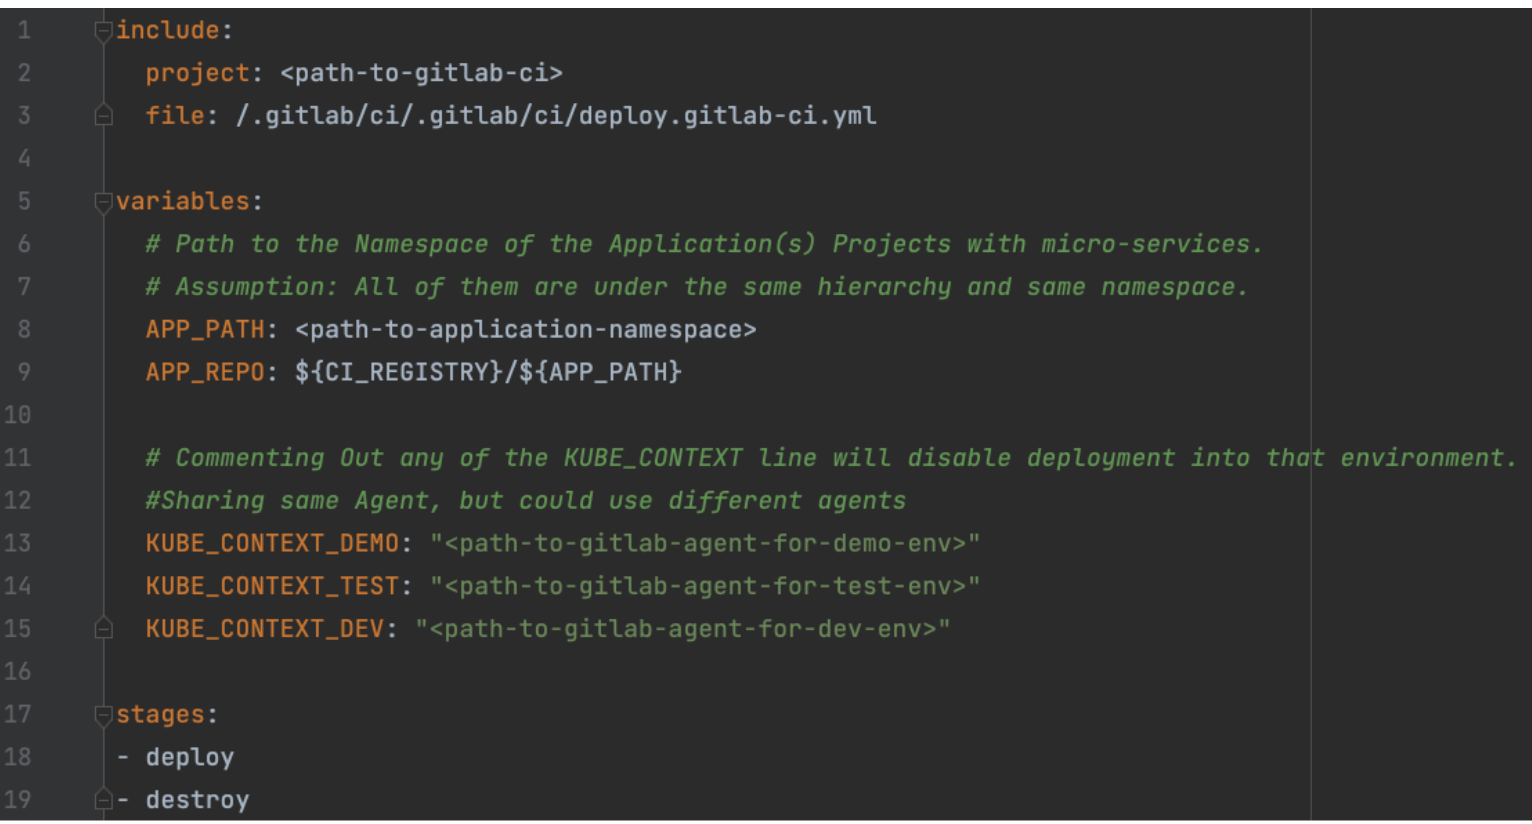 1 include:
2 project: <path-to-gitlab-ci>
3 file: /.gitlab/ci/.gitlab/ci/deploy.gitlab-ci.yml
4
5 variables:
6 # Path to the Namespace of the Application(s) Projects with micro-services.
7 # Assumption: All of them are under the same hierarchy and same namespace.
8 APP_PATH: <path-to-application-namespace>
9 APP_REPO: ${CI_REGISTRY}/${APP_PATH}
10
11 # Commenting Out any of the KUBE_CONTEXT line will disable deployment into that environment.
12 #Sharing same Agent, but could use different agents
13 KUBE_CONTEXT_DEMO: "<path-to-gitlab-agent-for-demo-env>"
14 KUBE_CONTEXT_TEST: "<path-to-gitlab-agent-for-test-env>"
15 KUBE_CONTEXT_DEV: "<path-to-gitlab-agent-for-dev-env>"
16
17 stages:
18 - deploy
19 - destroy